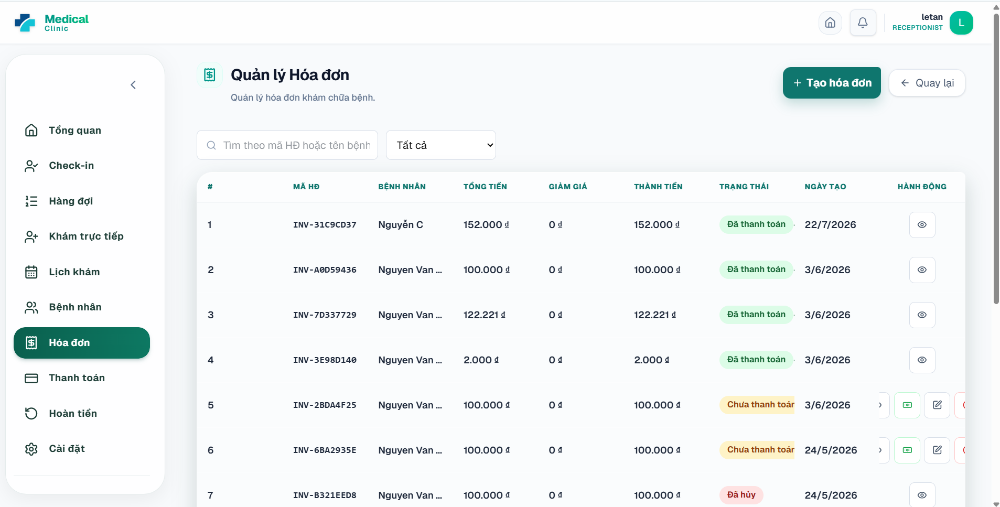 Medical
Clinic
letan
RECEPTIONIST
L
Quản lý Hóa đơn
Quản lý hóa đơn khám chữa bệnh.
+ Tạo hóa đơn
← Quay lại
Tổng quan
Check-in
Hàng đợi
Khám trực tiếp
Lịch khám
Bệnh nhân
Hóa đơn
Thanh toán
Hoàn tiền
Cài đặt
Tìm theo mã HĐ hoặc tên bệnh
Tất cả
# MÃ HĐ BỆNH NHÂN TỔNG TIỀN GIẢM GIÁ THÀNH TIỀN TRẠNG THÁI NGÀY TẠO HÀNH ĐỘNG
1 INV-31C9CD37 Nguyễn C 152.000 ₫ 0 ₫ 152.000 ₫ Đã thanh toán 22/7/2026
2 INV-A0D59436 Nguyen Van ... 100.000 ₫ 0 ₫ 100.000 ₫ Đã thanh toán 3/6/2026
3 INV-7D337729 Nguyen Van ... 122.221 ₫ 0 ₫ 122.221 ₫ Đã thanh toán 3/6/2026
4 INV-3E98D140 Nguyen Van ... 2.000 ₫ 0 ₫ 2.000 ₫ Đã thanh toán 3/6/2026
5 INV-2BDA4F25 Nguyen Van ... 100.000 ₫ 0 ₫ 100.000 ₫ Chưa thanh toán 3/6/2026
6 INV-6BA2935E Nguyen Van ... 100.000 ₫ 0 ₫ 100.000 ₫ Chưa thanh toán 24/5/2026
7 INV-B321EED8 Nguyen Van ... 100.000 ₫ 0 ₫ 100.000 ₫ Đã hủy 24/5/2026